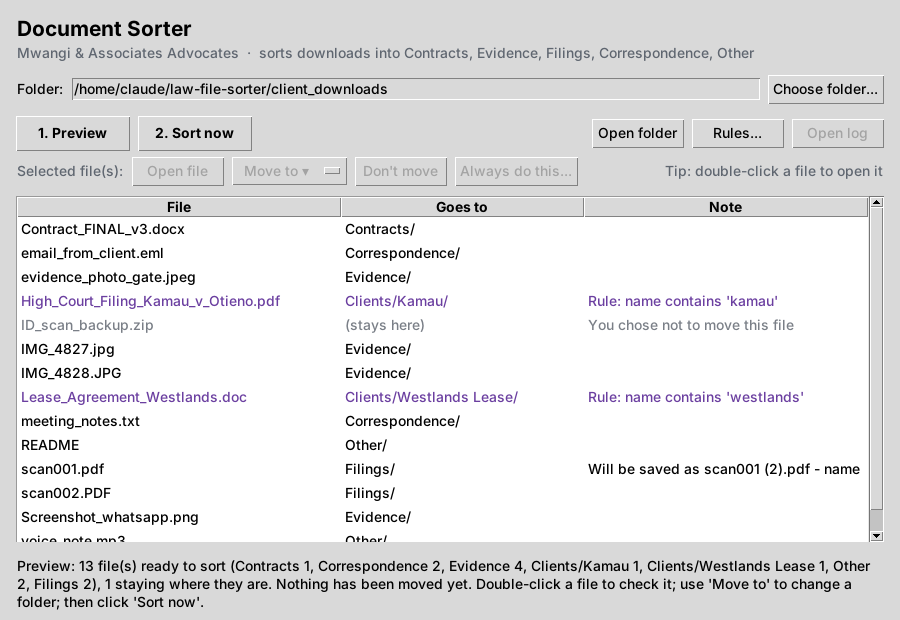 Document Sorter
Mwangi & Associates Advocates · sorts downloads into Contracts, Evidence, Filings, Correspondence, Other
Folder: /home/claude/law-file-sorter/client_downloads Choose folder...
1. Preview 2. Sort now Open folder Rules... Open log
Selected file(s): Open file Move to ▾ Don't move Always do this... Tip: double-click a file to open it
File Goes to Note
Contract_FINAL_v3.docx Contracts/
email_from_client.eml Correspondence/
evidence_photo_gate.jpeg Evidence/
High_Court_Filing_Kamau_v_Otieno.pdf Clients/Kamau/ Rule: name contains 'kamau'
ID_scan_backup.zip (stays here) You chose not to move this file
IMG_4827.jpg Evidence/
IMG_4828.JPG Evidence/
Lease_Agreement_Westlands.doc Clients/Westlands Lease/ Rule: name contains 'westlands'
meeting_notes.txt Correspondence/
README Other/
scan001.pdf Filings/ Will be saved as scan001 (2).pdf - name
scan002.PDF Filings/
Screenshot_whatsapp.png Evidence/
voice_note.mp3 Other/
Preview: 13 file(s) ready to sort (Contracts 1, Correspondence 2, Evidence 4, Clients/Kamau 1, Clients/Westlands Lease 1, Other
2, Filings 2), 1 staying where they are. Nothing has been moved yet. Double-click a file to check it; use 'Move to' to change a
folder; then click 'Sort now'.